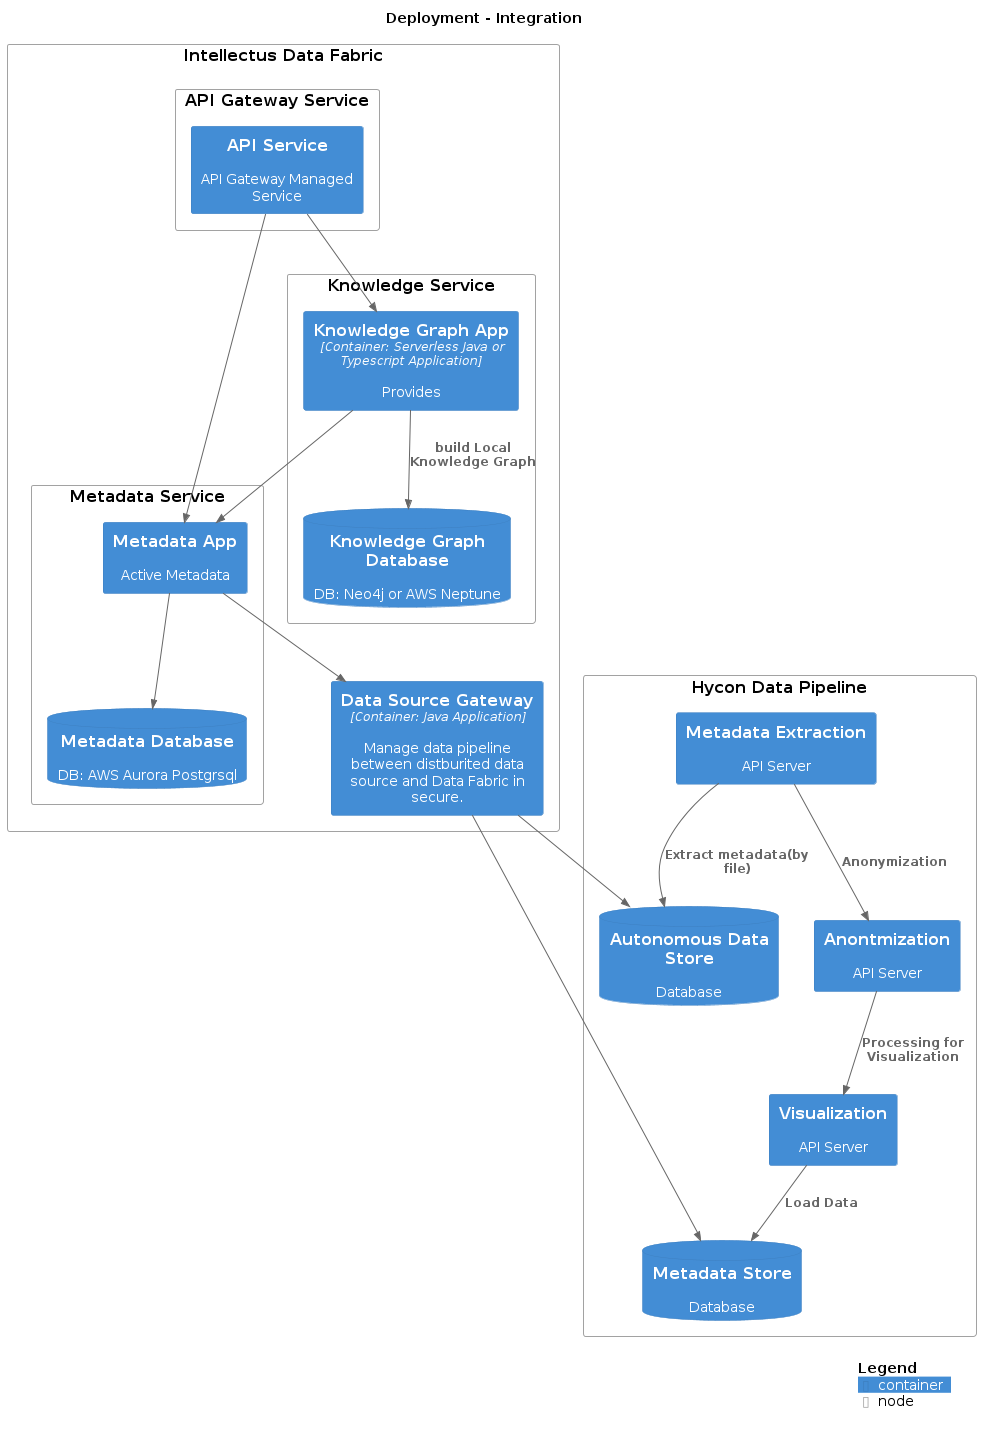 Deployment - Integration
Intellectus Data Fabric
API Gateway Service
API Service
API Gateway Managed
Service
Knowledge Service
Knowledge Graph App
[Container: Serverless Java or
Typescript Application]
Provides
build Local
Knowledge Graph
Metadata Service
Metadata App
Active Metadata
Knowledge Graph
Database
DB: Neo4j or AWS Neptune
Metadata Database
DB: AWS Aurora Postgrsql
Data Source Gateway
[Container: Java Application]
Manage data pipeline
between distburited data
source and Data Fabric in
secure.
Hycon Data Pipeline
Metadata Extraction
API Server
Extract metadata(by
file)
Anonymization
Autonomous Data
Store
Database
Anontmization
API Server
Processing for
Visualization
Visualization
API Server
Load Data
Metadata Store
Database
Legend
container
node